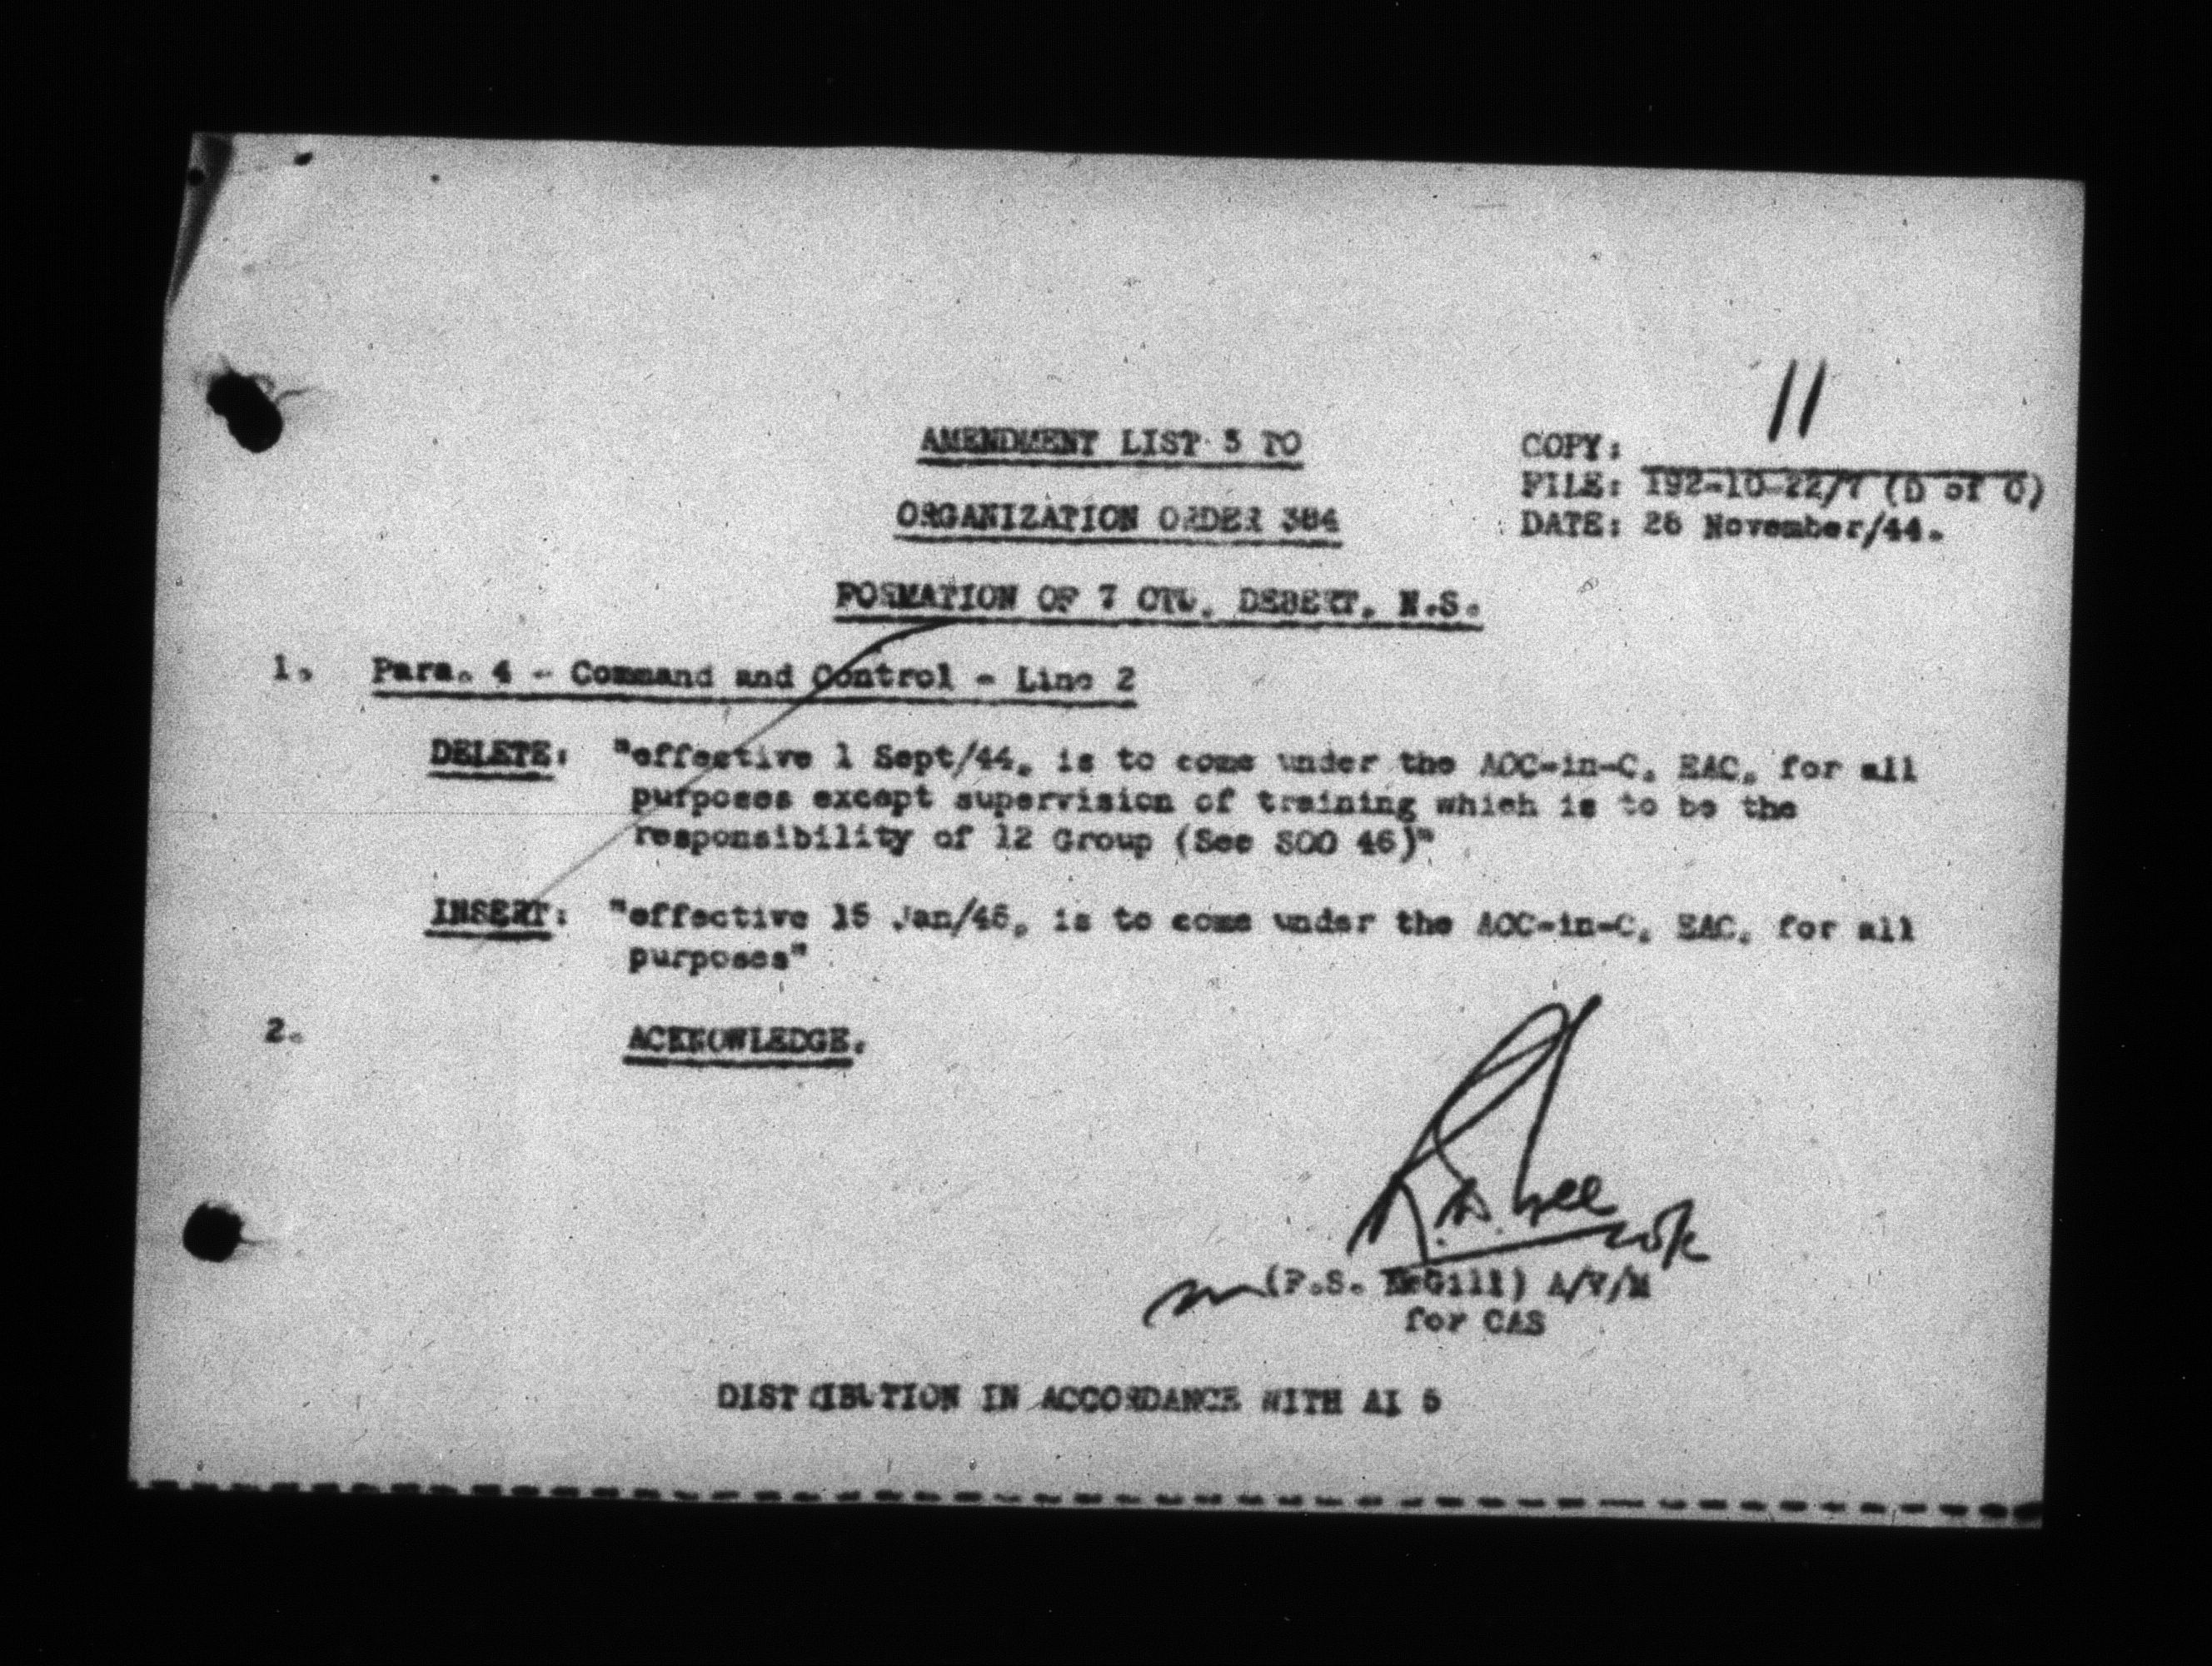 11
AMENDMENT LIST 3 TO
COPY:
FILE: 192-10-22/7 (D of O)
ORGANIZATION ORDER 384
DATE: 26 November/44.
FORMATION OF 7 OTU, DEBERT, N.S.
1. Para. 4 - Command and Control - Line 2
DELETE: "effective 1 Sept/44, is to come under the AOC-in-C, EAC, for all
purposes except supervision of training which is to be the
responsibility of 12 Group (See SOO 46)"
INSERT: "effective 15 Jan/45, is to come under the AOC-in-C, EAC, for all
purposes"
2. ACKNOWLEDGE.
(F.S. McGill) A/V/M
for CAS
DISTRIBUTION IN ACCORDANCE WITH AI 5